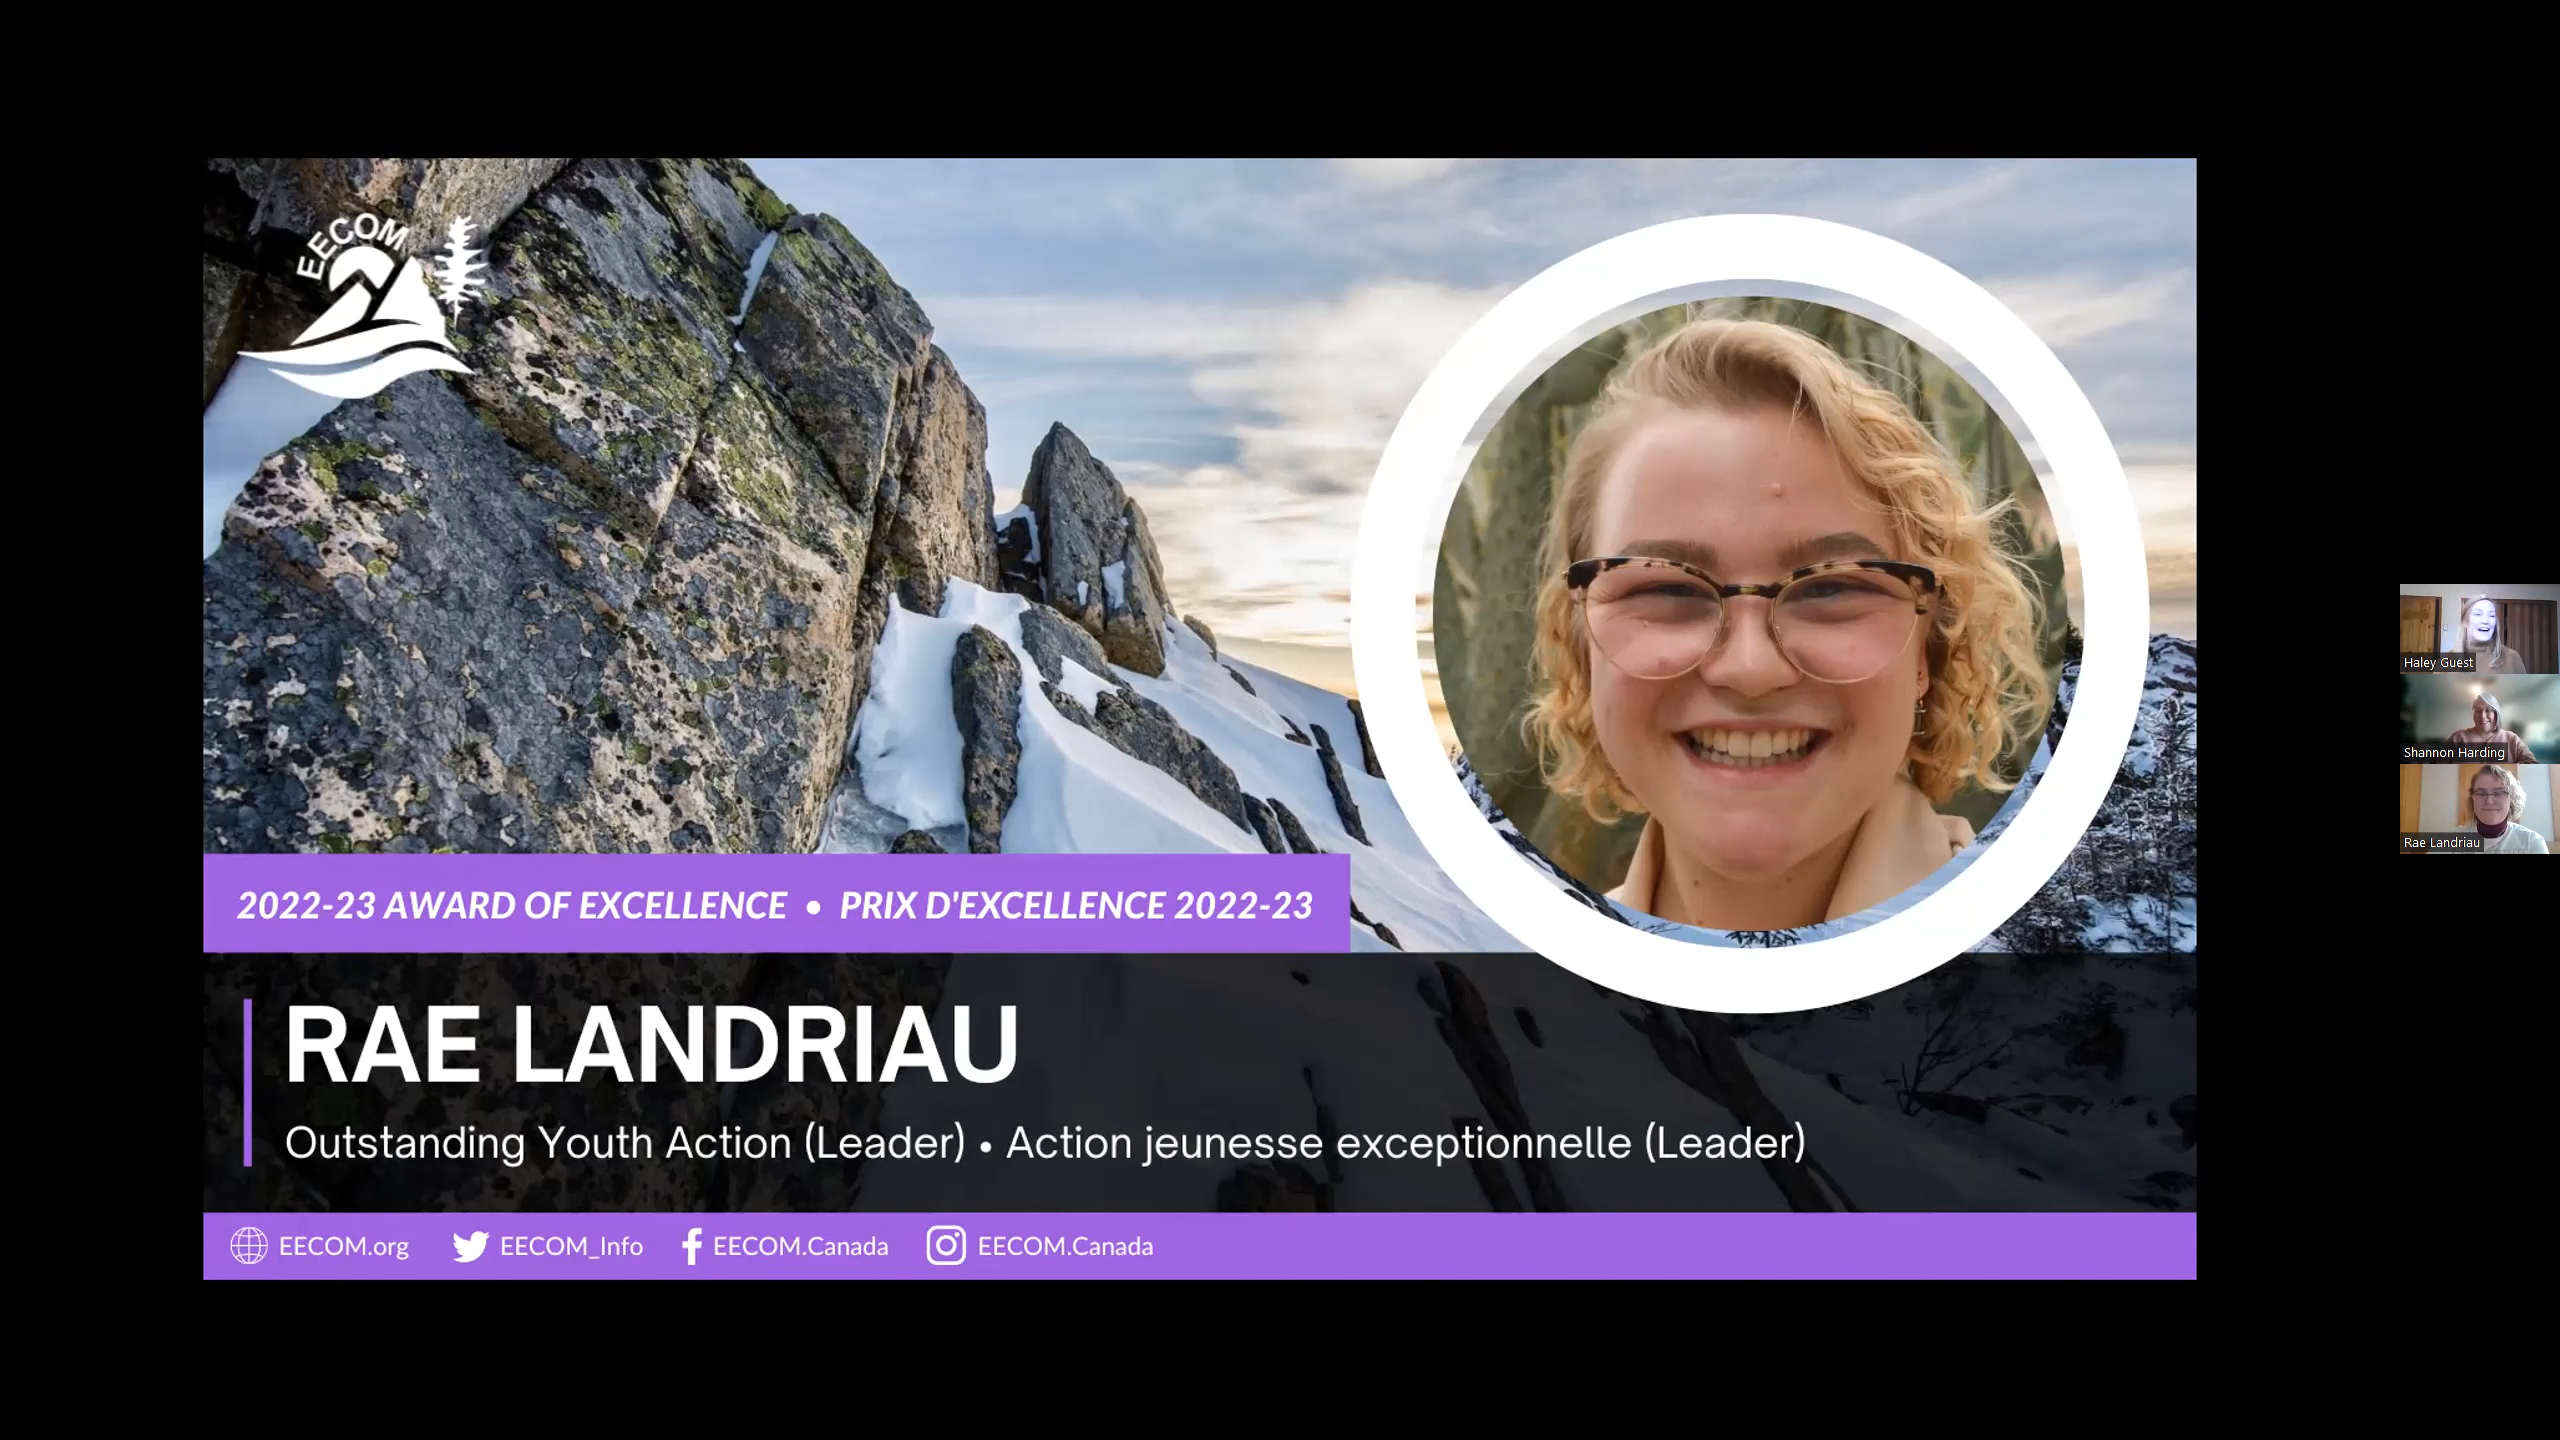 EECOM
2022-23 AWARD OF EXCELLENCE • PRIX D'EXCELLENCE 2022-23
RAE LANDRIAU
Outstanding Youth Action (Leader) • Action jeunesse exceptionnelle (Leader)
EECOM.org EECOM_Info EECOM.Canada EECOM.Canada
Haley Guest
Shannon Harding
Rae Landriau